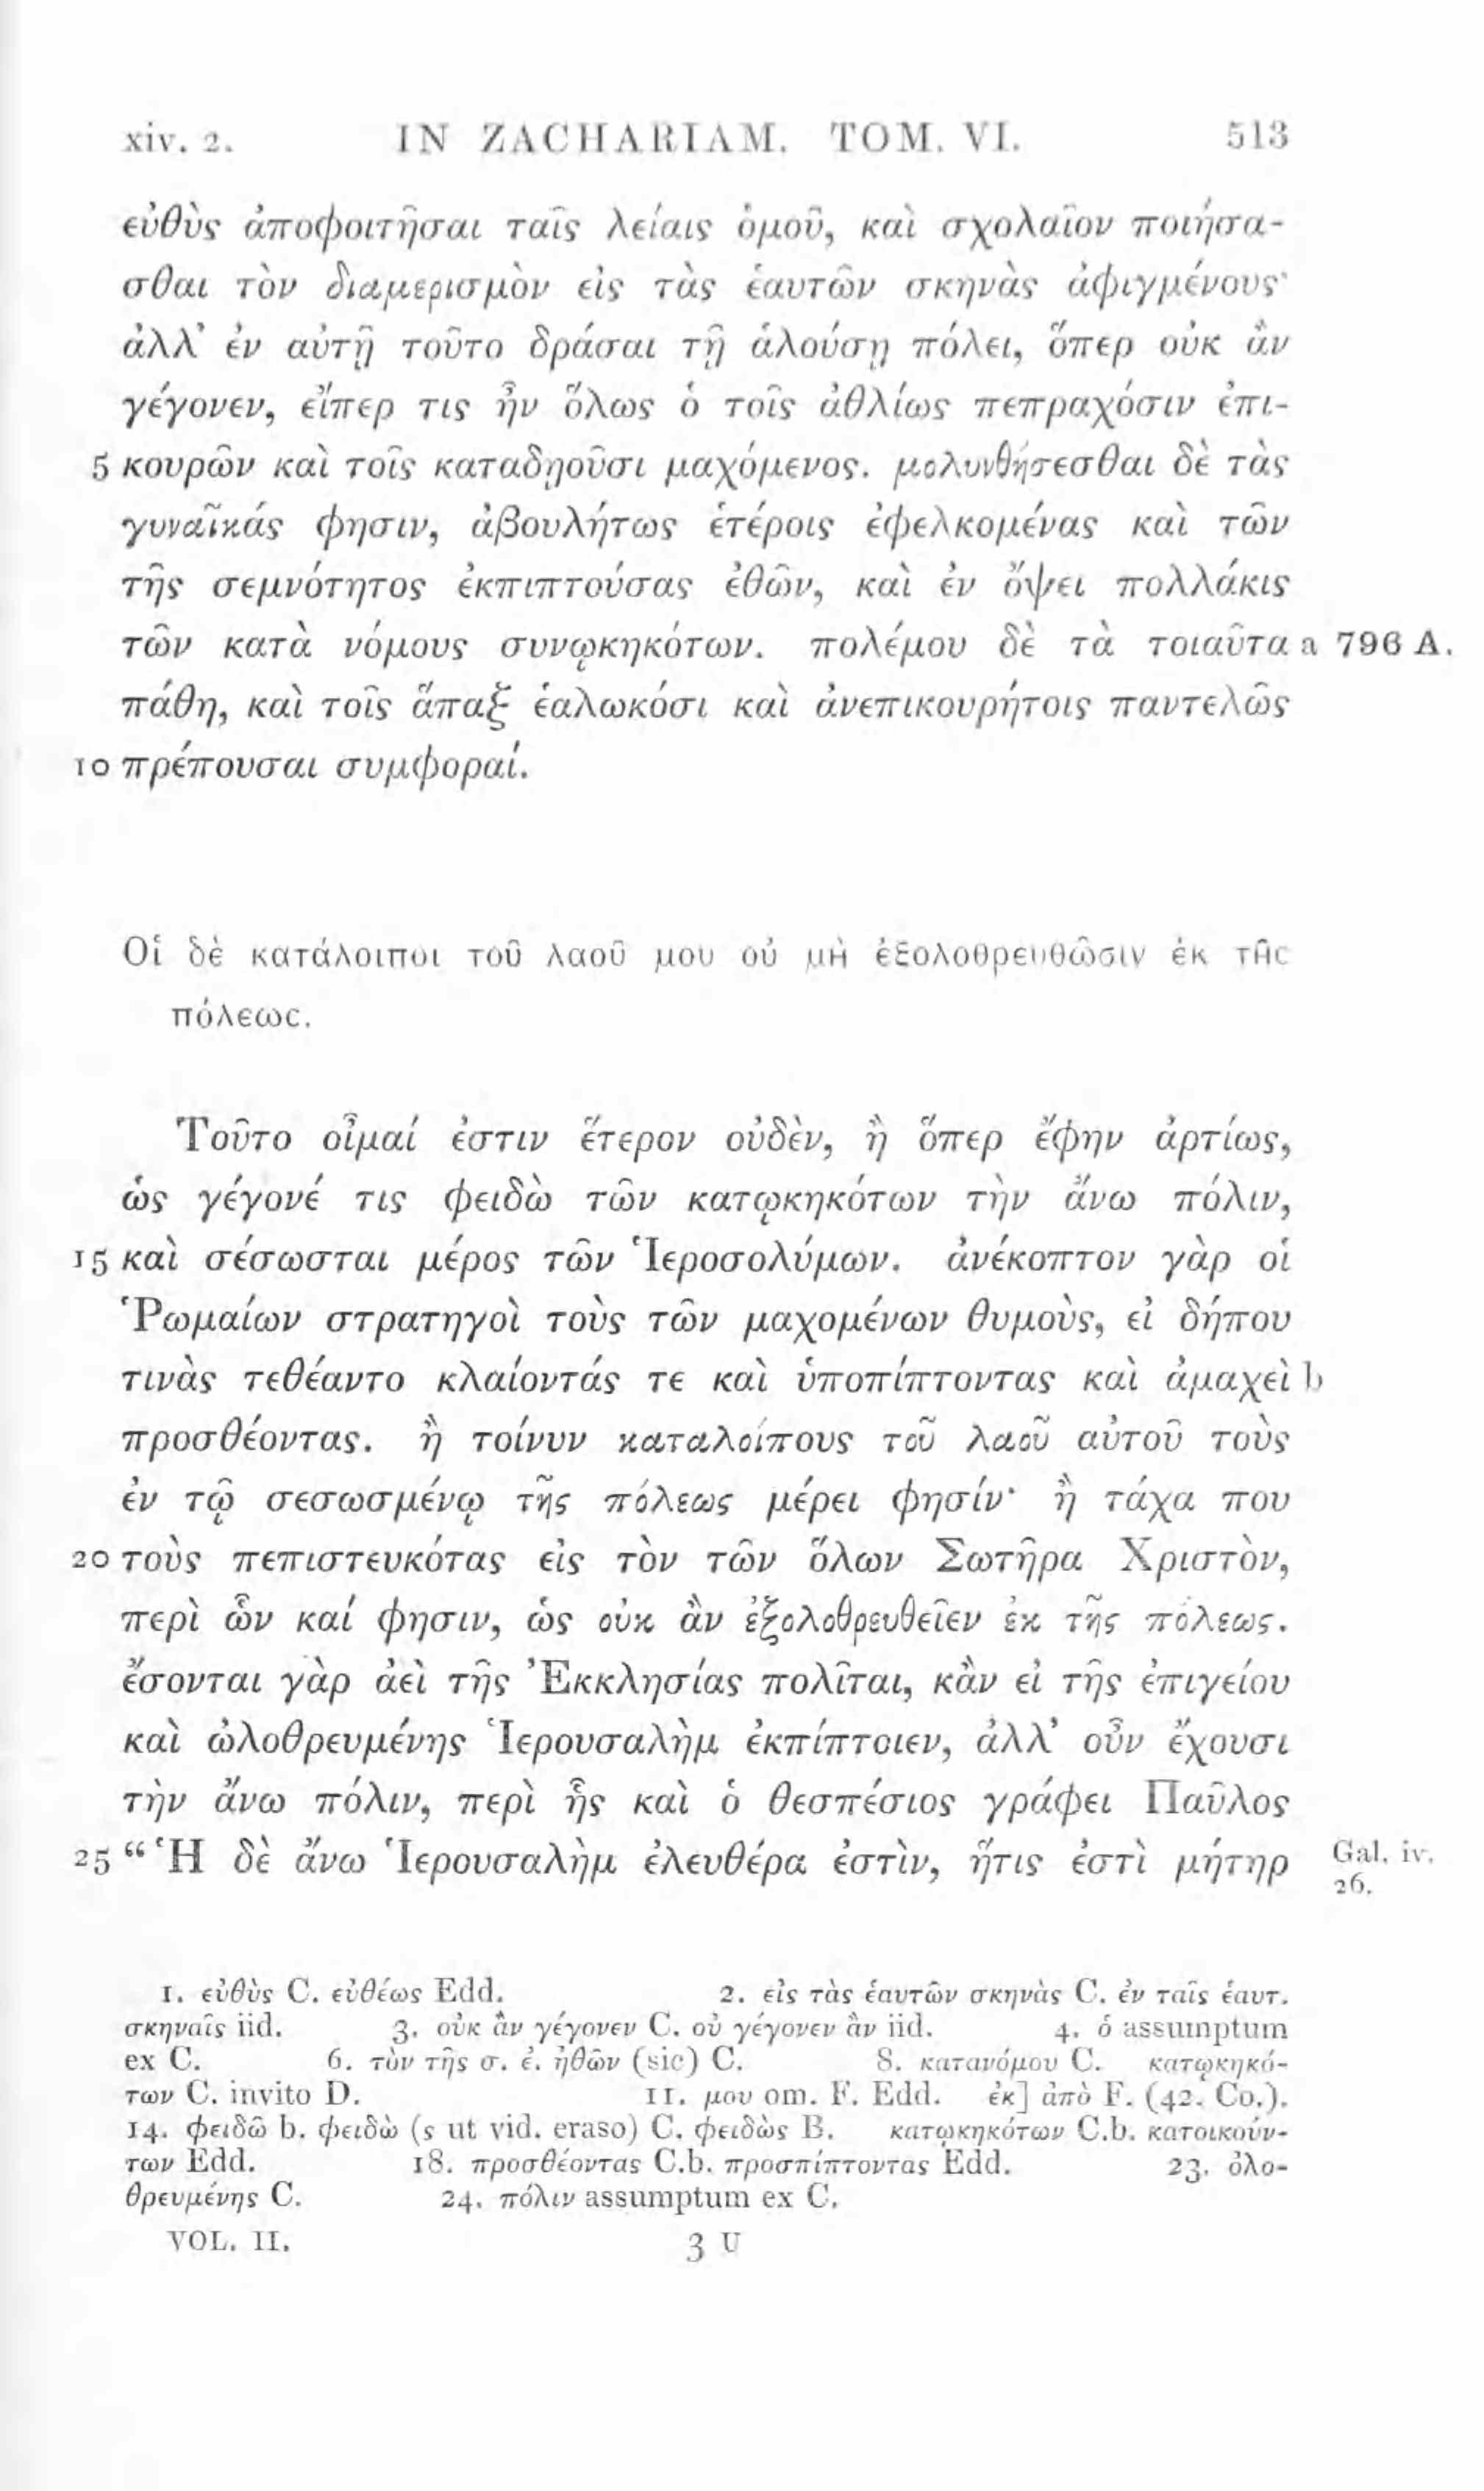 xiv. 2. IN ZACHARIAM. TOM. VI. 513
εὐθὺς ἀποφοιτῆσαι ταῖς λείαις ὁμοῦ, καὶ σχολαῖον ποιήσα-
σθαι τὸν διαμερισμὸν εἰς τὰς ἑαυτῶν σκηνὰς ἀφιγμένους·
ἀλλ’ ἐν αὐτῇ τοῦτο δράσαι τῇ ἁλούσῃ πόλει, ὅπερ οὐκ ἂν
γέγονεν, εἴπερ τις ἦν ὅλως ὁ τοῖς ἀθλίως πεπραχόσιν ἐπι-
5 κουρῶν καὶ τοῖς καταδῃοῦσι μαχόμενος. μολυνθήσεσθαι δὲ τὰς
γυναῖκάς φησιν, ἀβουλήτως ἑτέροις ἐφελκομένας καὶ τῶν
τῆς σεμνότητος ἐκπιπτούσας ἐθῶν, καὶ ἐν ὄψει πολλάκις
τῶν κατὰ νόμους συνῳκηκότων. πολέμου δὲ τὰ τοιαῦτα a 796 A.
πάθη, καὶ τοῖς ἅπαξ ἑαλωκόσι καὶ ἀνεπικουρήτοις παντελῶς
10 πρέπουσαι συμφοραί.
Οἱ δὲ κατάλοιποι τοῦ λαοῦ μου οὐ μὴ ἐξολοθρευθῶσιν ἐκ τῆς
πόλεως.
Τοῦτο οἶμαί ἐστιν ἕτερον οὐδὲν, ἢ ὅπερ ἔφην ἀρτίως,
ὡς γέγονέ τις φειδὼ τῶν κατῳκηκότων τὴν ἄνω πόλιν,
15 καὶ σέσωσται μέρος τῶν Ἱεροσολύμων. ἀνέκοπτον γὰρ οἱ
Ῥωμαίων στρατηγοὶ τοὺς τῶν μαχομένων θυμοὺς, εἰ δήπου
τινὰς τεθέαντο κλαίοντάς τε καὶ ὑποπίπτοντας καὶ ἀμαχεὶ b
προσθέοντας. ἢ τοίνυν καταλοίπους τοῦ λαοῦ αὐτοῦ τοὺς
ἐν τῷ σεσωσμένῳ τῆς πόλεως μέρει φησίν· ἢ τάχα που
20 τοὺς πεπιστευκότας εἰς τὸν τῶν ὅλων Σωτῆρα Χριστὸν,
περὶ ὧν καί φησιν, ὡς οὐκ ἂν ἐξολοθρευθεῖεν ἐκ τῆς πόλεως.
ἔσονται γὰρ ἀεὶ τῆς Ἐκκλησίας πολῖται, κἂν εἰ τῆς ἐπιγείου
καὶ ὠλοθρευμένης Ἱερουσαλὴμ ἐκπίπτοιεν, ἀλλ’ οὖν ἔχουσι
τὴν ἄνω πόλιν, περὶ ἧς καὶ ὁ θεσπέσιος γράφει Παῦλος
25 “Ἡ δὲ ἄνω Ἱερουσαλὴμ ἐλευθέρα ἐστὶν, ἥτις ἐστὶ μήτηρ Gal. iv.
26.
1. εὐθὺς C. εὐθέως Edd. 2. εἰς τὰς ἑαυτῶν σκηνὰς C. ἐν ταῖς ἑαυτ.
σκηναῖς iid. 3. οὐκ ἂν γέγονεν C. οὐ γέγονεν ἂν iid. 4. ὁ assumptum
ex C. 6. τὸν τῆς σ. ἐ. ἠθῶν (sic) C. 8. κατανόμου C. κατῳκηκό-
των C. invito D. 11. μου om. F. Edd. ἐκ] ἀπὸ F. (42. Co.).
14. φειδῶ b. φειδὼ (s ut vid. eraso) C. φειδὼς B. κατῳκηκότων C.b. κατοικούν-
των Edd. 18. προσθέοντας C.b. προσπίπτοντας Edd. 23. ὀλο-
θρευμένης C. 24. πόλιν assumptum ex C.
VOL. II. 3 U